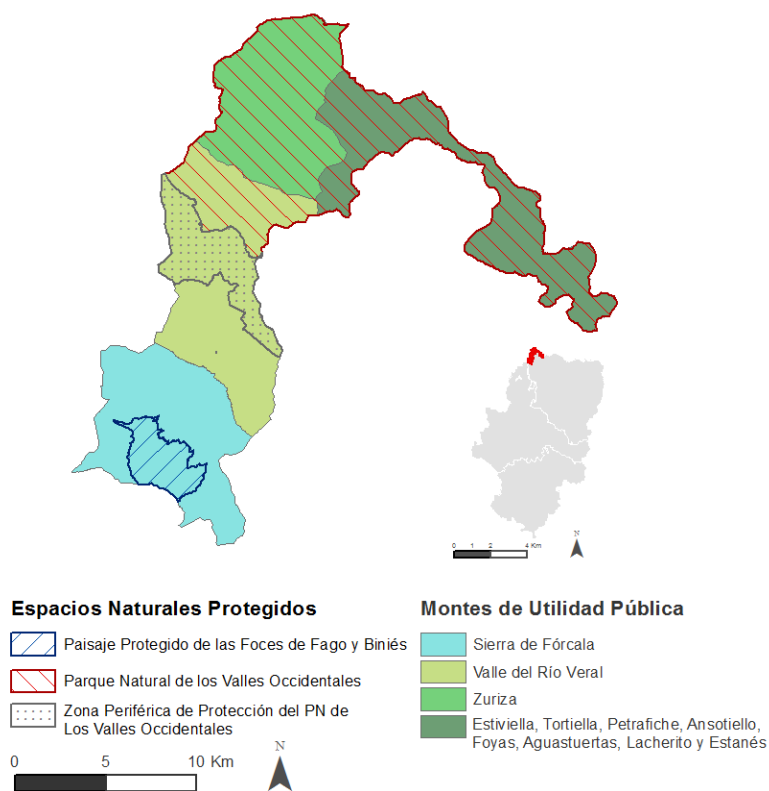 0 1 2 4 Km
N
Espacios Naturales Protegidos
Paisaje Protegido de las Foces de Fago y Biniés
Parque Natural de los Valles Occidentales
Zona Periférica de Protección del PN de
Los Valles Occidentales
0 5 10 Km
N
Montes de Utilidad Pública
Sierra de Fórcala
Valle del Río Veral
Zuriza
Estiviella, Tortiella, Petrafiche, Ansotiello,
Foyas, Aguastuertas, Lacherito y Estanés